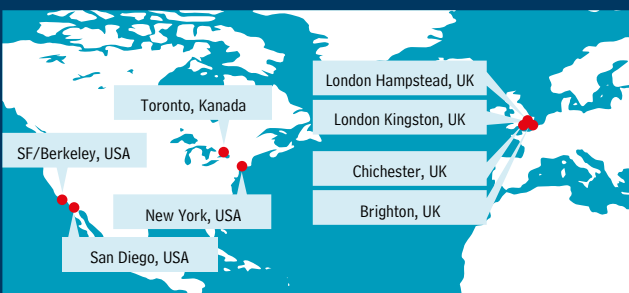 London Hampstead, UK
Toronto, Kanada
London Kingston, UK
SF/Berkeley, USA
Chichester, UK
New York, USA
Brighton, UK
San Diego, USA